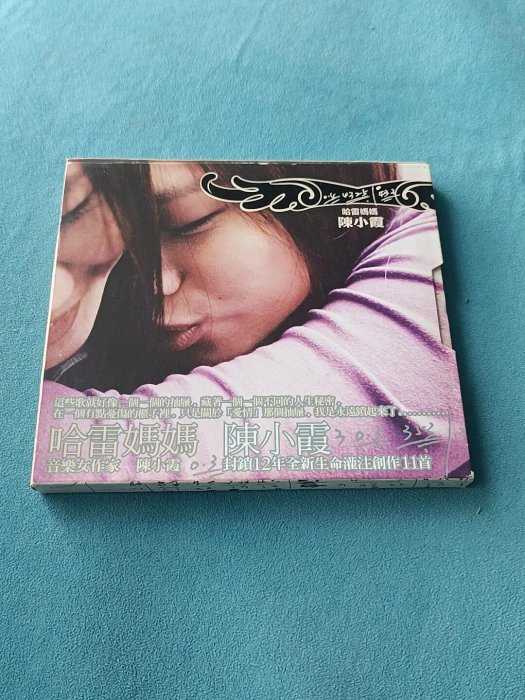 哈雷媽媽
陳小霞
這些歌就好像一個一個的抽屜，藏著一個一個不同的人生秘密，
在一個有點憂傷的櫃子裡，只是關於「愛情」那個抽屜，我是永遠鎖起來了..........
哈雷媽媽 陳小霞
音樂女作家 陳小霞 封鎖12年全新生命灌注創作11首